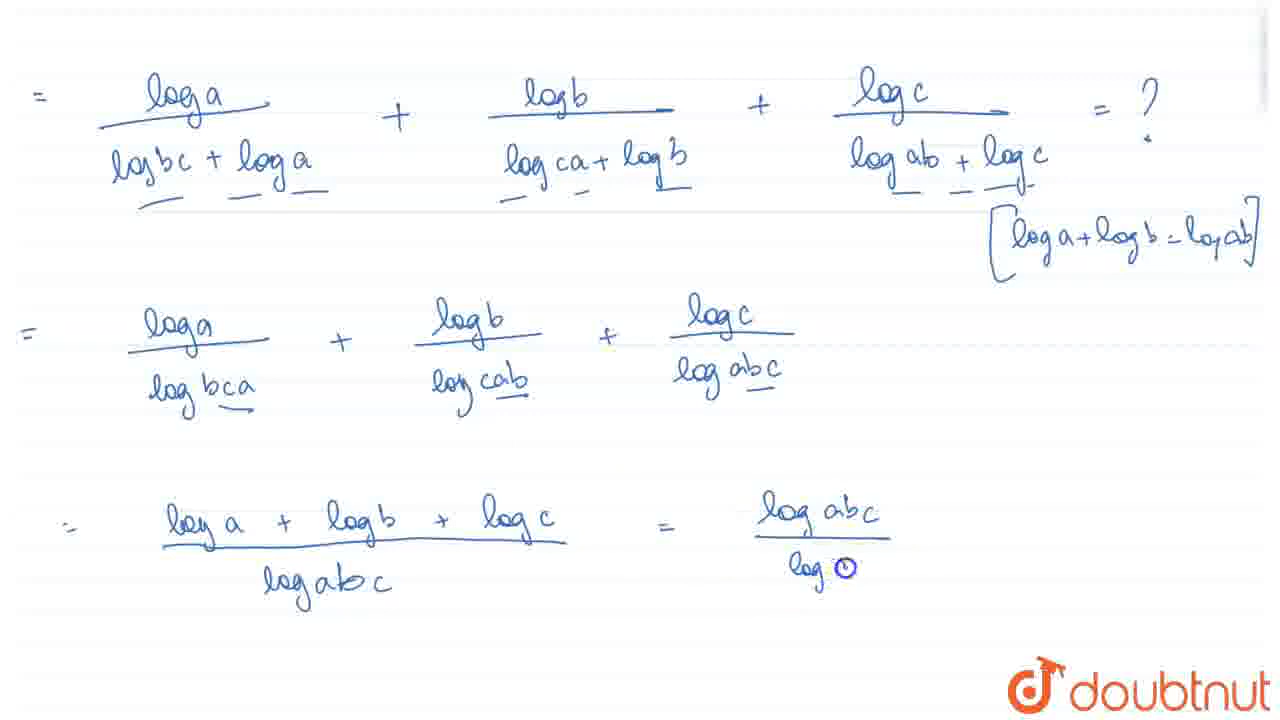 = log a / (log bc + log a) + log b / (log ca + log b) + log c / (log ab + log c) = ?
[log a + log b = log ab]
= log a / log bca + log b / log cab + log c / log abc
= (log a + log b + log c) / log abc = log abc / log
doubtnut